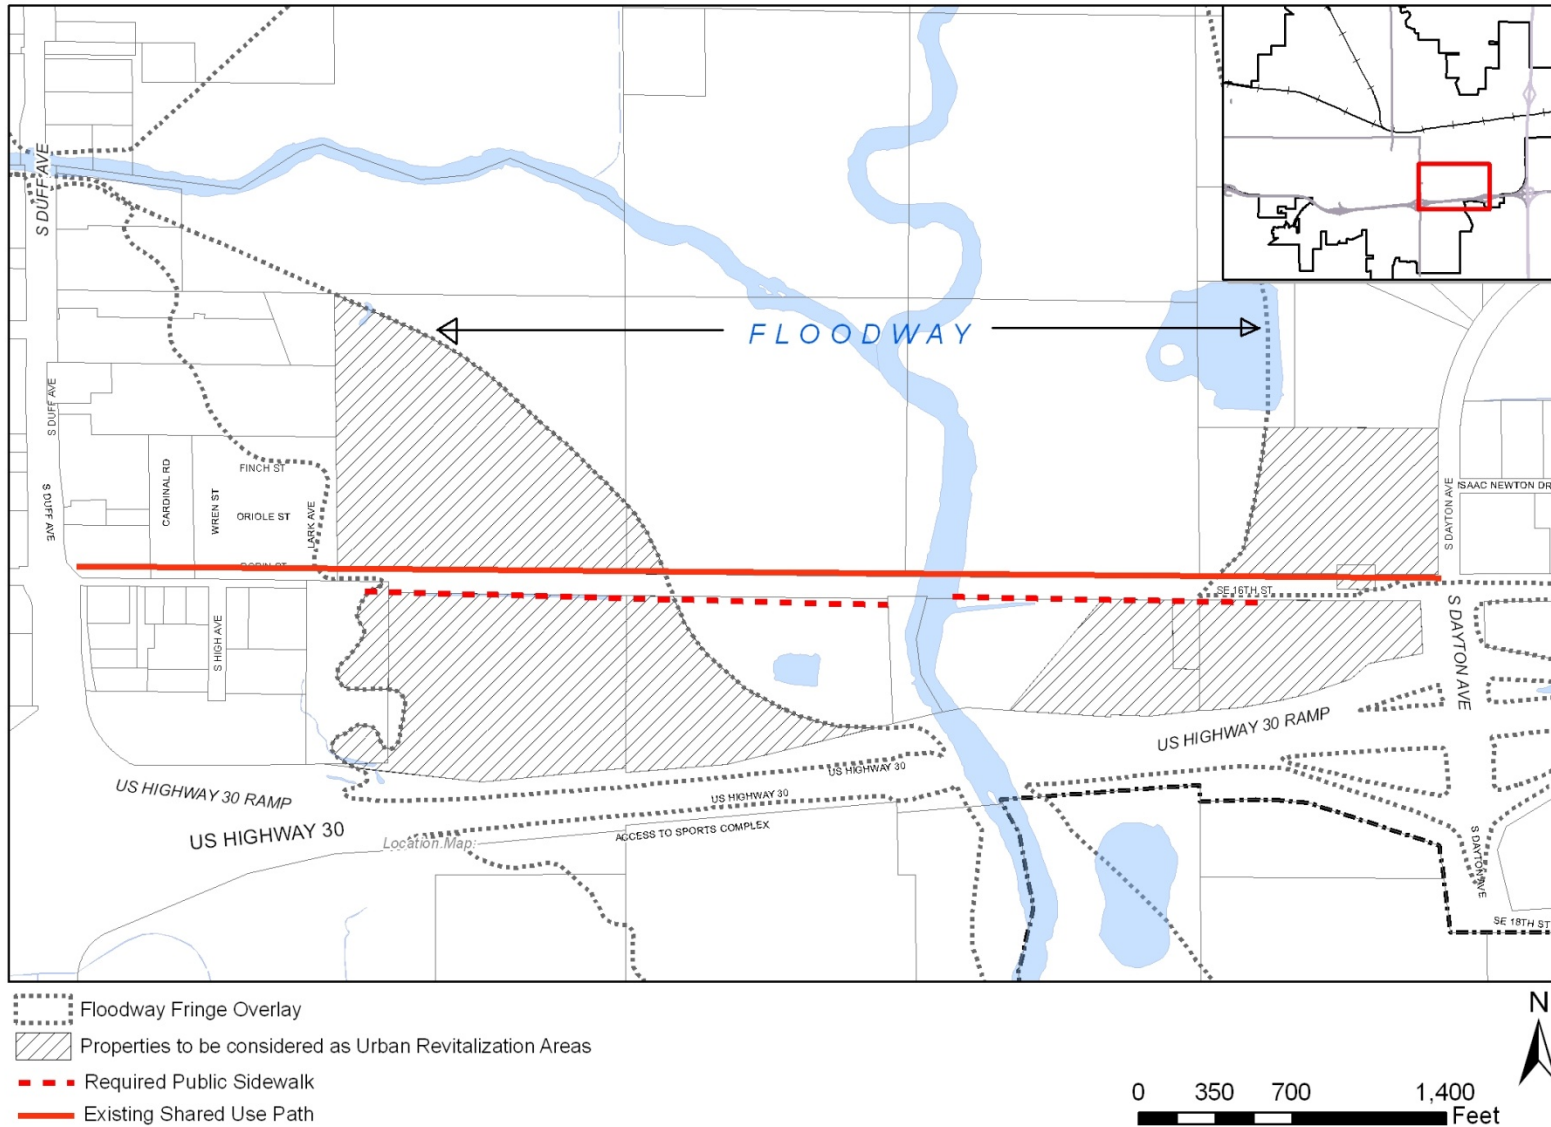 S DUFF AVE
FLOODWAY
S DUFF AVE
S DUFF AVE
FINCH ST
CARDINAL RD
WREN ST
ORIOLE ST
LARK AVE
ROBIN ST
S HIGH AVE
S DAYTON AVE
ISAAC NEWTON DR
SE 16TH ST
S DAYTON AVE
US HIGHWAY 30 RAMP
US HIGHWAY 30 RAMP
US HIGHWAY 30
US HIGHWAY 30
US HIGHWAY 30
ACCESS TO SPORTS COMPLEX
Location Map:
S DAYTON AVE
SE 18TH ST
Floodway Fringe Overlay
Properties to be considered as Urban Revitalization Areas
Required Public Sidewalk
Existing Shared Use Path
N
0 350 700 1,400
Feet